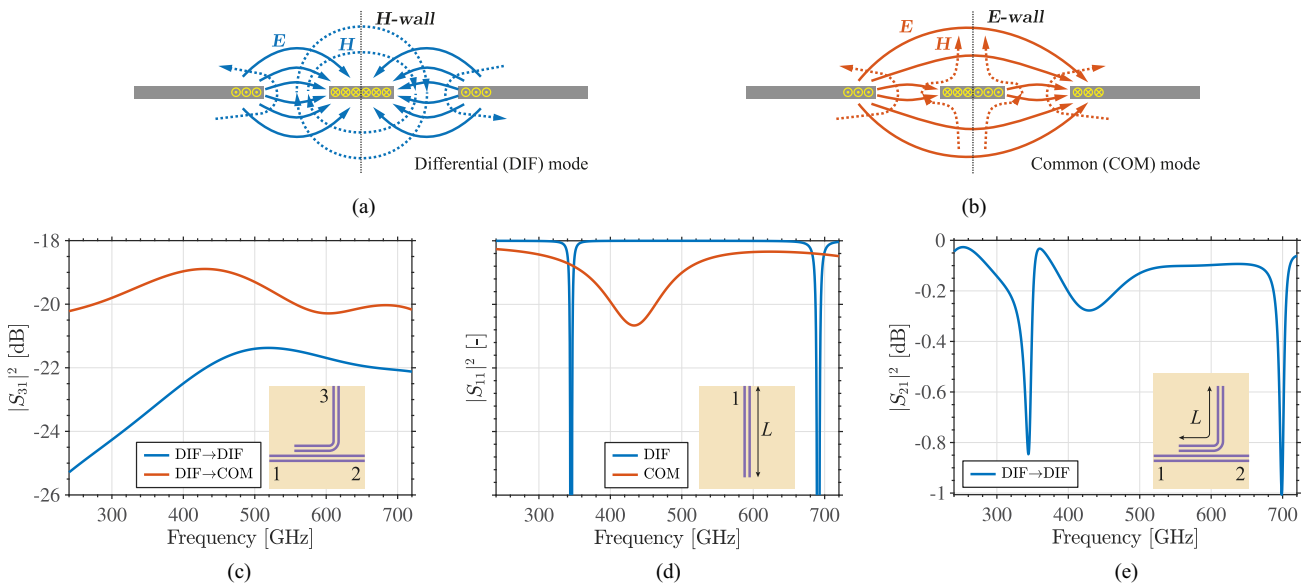 H-wall
E
H
Differential (DIF) mode
(a)
E-wall
E
H
Common (COM) mode
(b)
-18
-20
-22
-24
-26
|S31|² [dB]
300 400 500 600 700
Frequency [GHz]
DIF→DIF
DIF→COM
3
1 2
(c)
|S11|² [-]
300 400 500 600 700
Frequency [GHz]
DIF
COM
1
L
(d)
0
-0.2
-0.4
-0.6
-0.8
-1
|S21|² [dB]
300 400 500 600 700
Frequency [GHz]
DIF→DIF
L
1 2
(e)